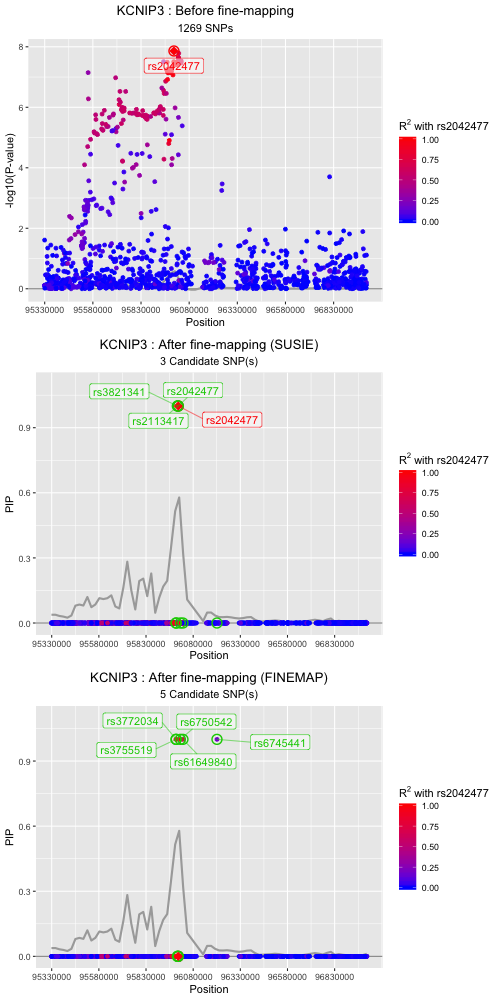 KCNIP3 : Before fine-mapping
1269 SNPs
8
6
4
2
0
-log10(P-value)
rs2042477
95330000 95580000 95830000 96080000 96330000 96580000 96830000
Position
R² with rs2042477
1.00
0.75
0.50
0.25
0.00
KCNIP3 : After fine-mapping (SUSIE)
3 Candidate SNP(s)
rs3821341 rs2042477
rs2113417 rs2042477
0.9
0.6
0.3
0.0
PIP
95330000 95580000 95830000 96080000 96330000 96580000 96830000
Position
R² with rs2042477
1.00
0.75
0.50
0.25
0.00
KCNIP3 : After fine-mapping (FINEMAP)
5 Candidate SNP(s)
rs3772034 rs6750542
rs3755519 rs6745441
rs61649840
0.9
0.6
0.3
0.0
PIP
95330000 95580000 95830000 96080000 96330000 96580000 96830000
Position
R² with rs2042477
1.00
0.75
0.50
0.25
0.00